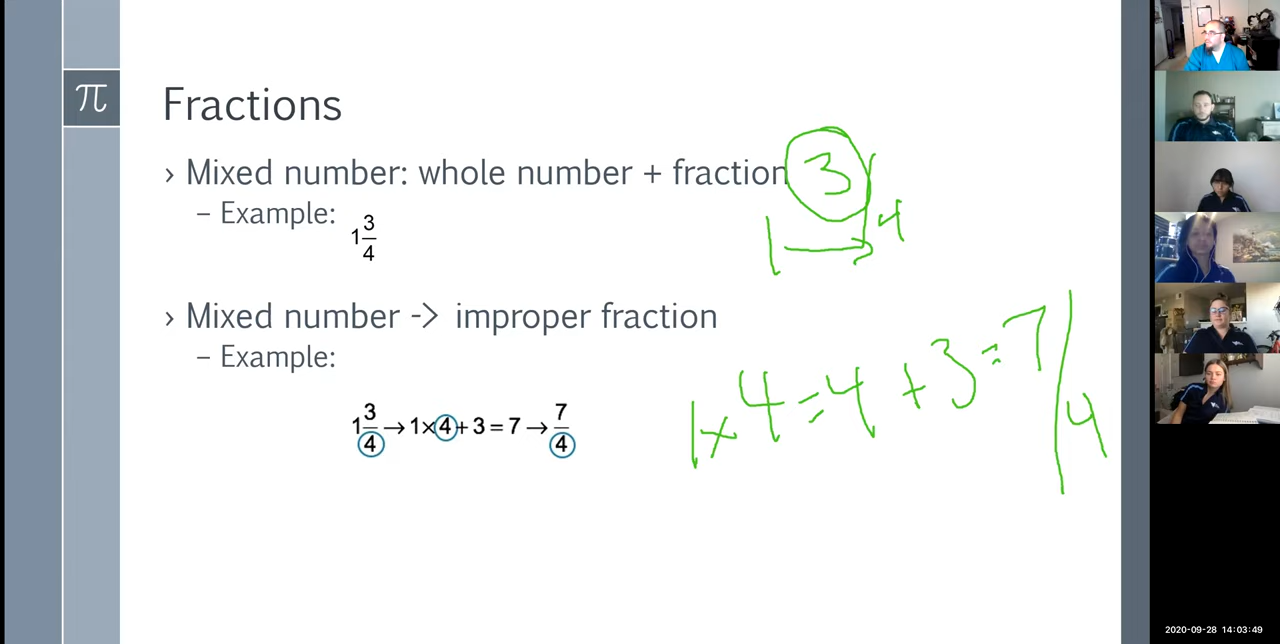 π
Fractions
› Mixed number: whole number + fraction
– Example: 1 3/4
3/4
1
› Mixed number -> improper fraction
– Example:
1 3/4 → 1×4+3=7 → 7/4
1×4=4+3=7/4
2020-09-28 14:03:49